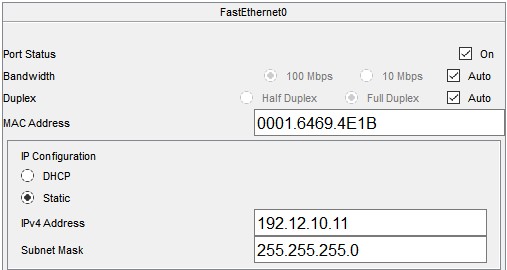 FastEthernet0
Port Status On
Bandwidth 100 Mbps 10 Mbps Auto
Duplex Half Duplex Full Duplex Auto
MAC Address 0001.6469.4E1B
IP Configuration
DHCP
Static
IPv4 Address 192.12.10.11
Subnet Mask 255.255.255.0